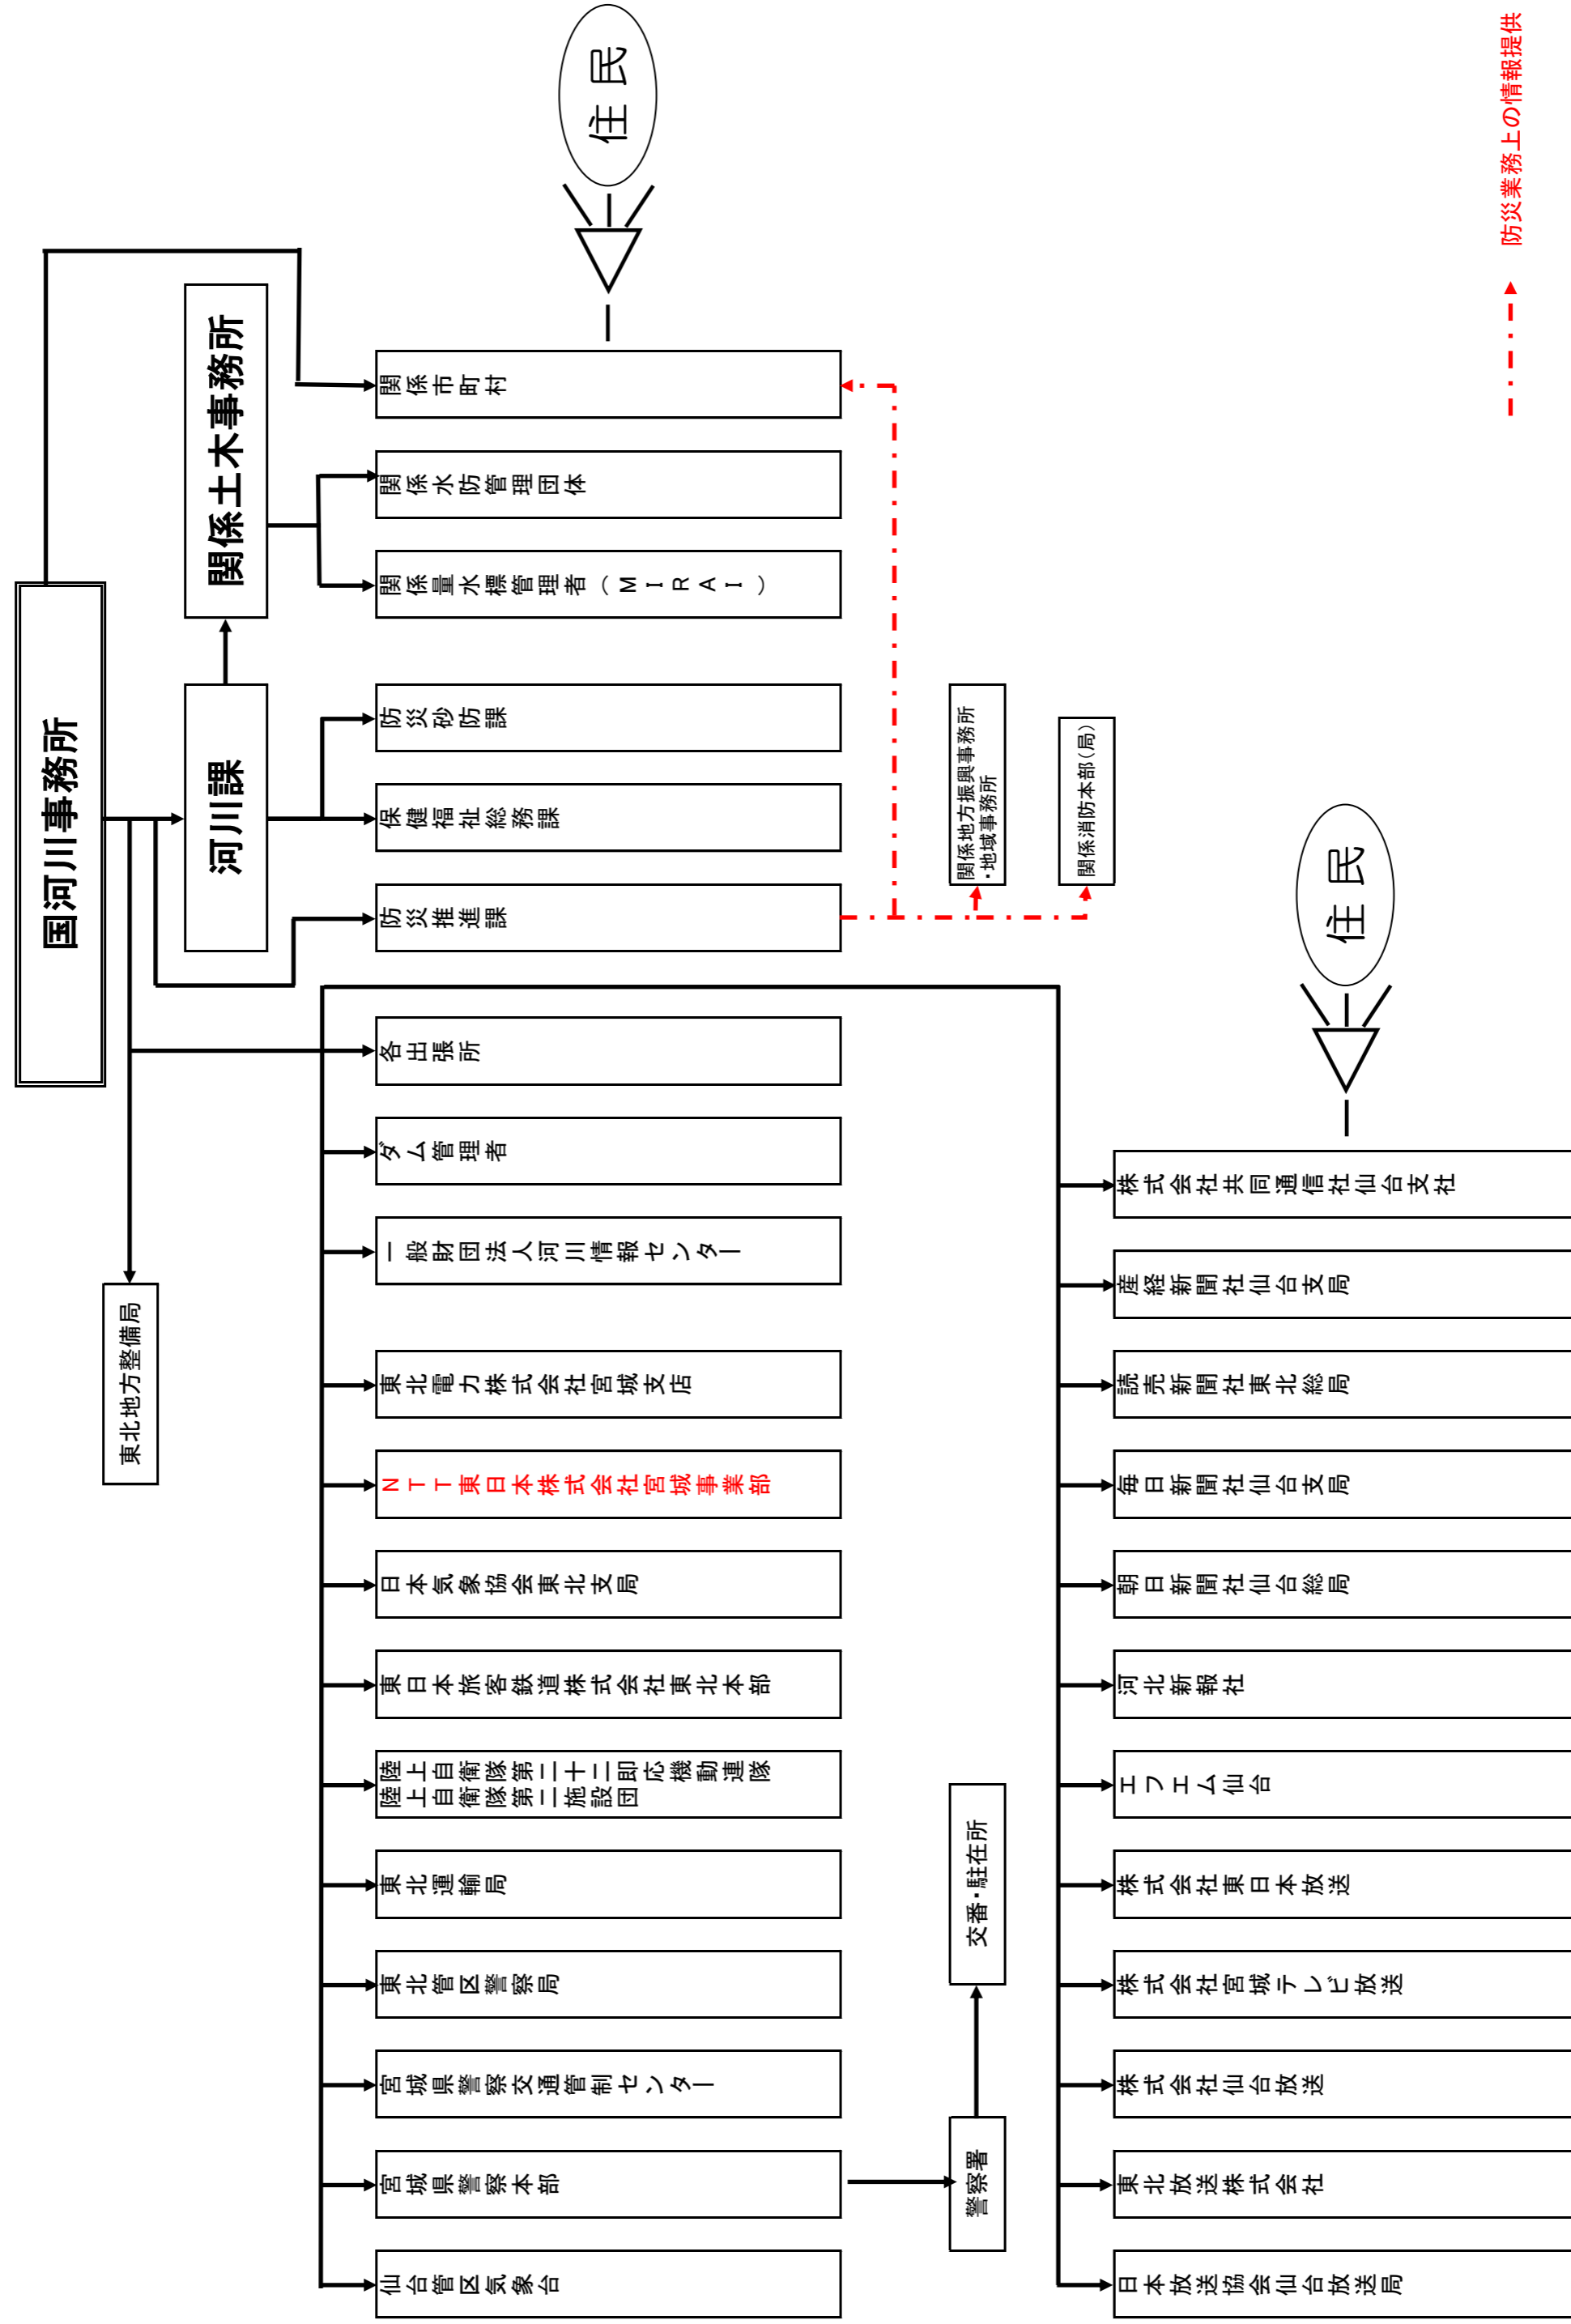 国河川事務所
東北地方整備局
河川課
関係土木事務所
仙台管区気象台
宮城県警察本部
宮城県警察交通管制センター
東北管区警察局
東北運輸局
陸上自衛隊第二十二即応機動連隊
陸上自衛隊第二施設団
東日本旅客鉄道株式会社東北本部
日本気象協会東北支局
NTT東日本株式会社宮城事業部
東北電力株式会社宮城支店
一般財団法人河川情報センター
ダム管理者
各出張所
防災推進課
保健福祉総務課
防災砂防課
関係量水標管理者(MIRAI)
関係水防管理団体
関係市町村
住民
警察署
交番・駐在所
関係地方振興事務所
・地域事務所
関係消防本部(局)
日本放送協会仙台放送局
東北放送株式会社
株式会社仙台放送
株式会社宮城テレビ放送
株式会社東日本放送
エフエム仙台
河北新報社
朝日新聞社仙台総局
毎日新聞社仙台支局
読売新聞社東北総局
産経新聞社仙台支局
株式会社共同通信社仙台支社
住民
防災業務上の情報提供